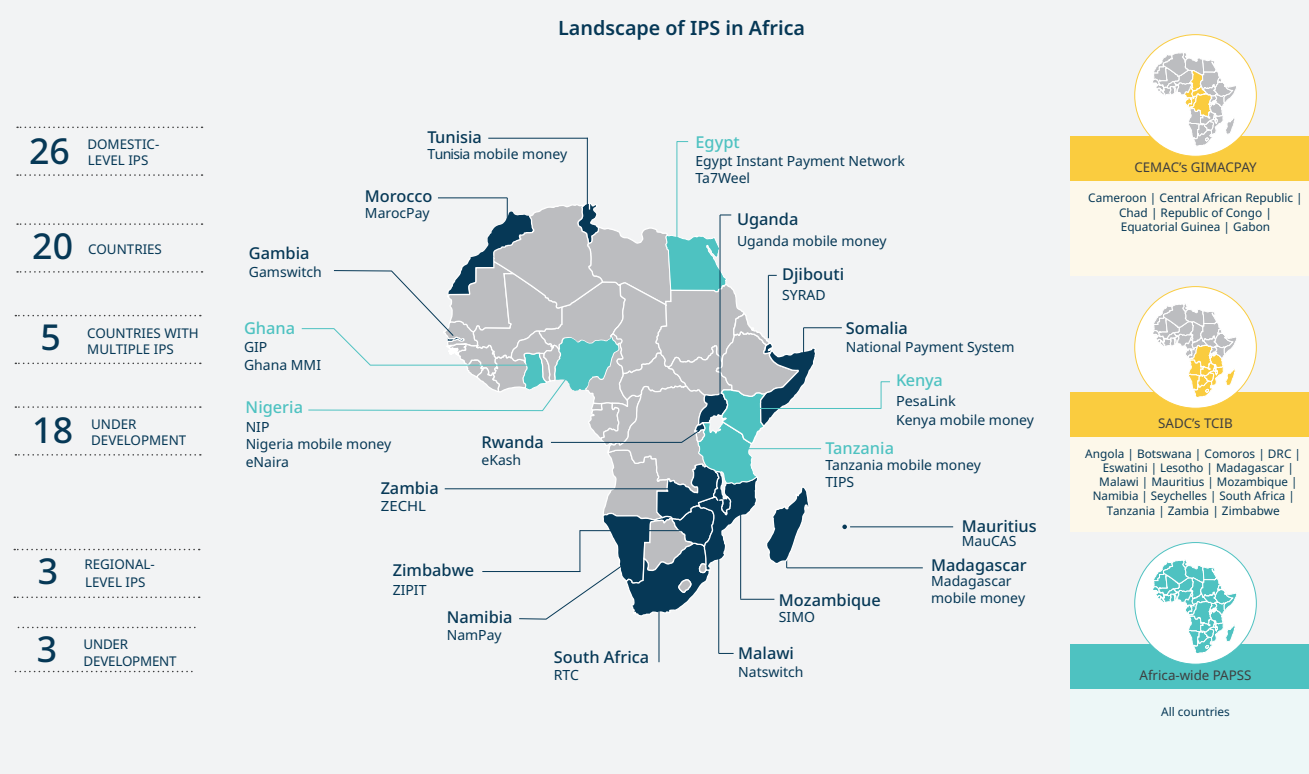 Landscape of IPS in Africa
26
DOMESTIC-
LEVEL IPS
20
COUNTRIES
5
COUNTRIES WITH
MULTIPLE IPS
18
UNDER
DEVELOPMENT
3
REGIONAL-
LEVEL IPS
3
UNDER
DEVELOPMENT
Tunisia
Tunisia mobile money
Morocco
MarocPay
Gambia
Gamswitch
Ghana
GIP
Ghana MMI
Nigeria
NIP
Nigeria mobile money
eNaira
Rwanda
eKash
Zambia
ZECHL
Zimbabwe
ZIPIT
Namibia
NamPay
South Africa
RTC
Egypt
Egypt Instant Payment Network
Ta7Weel
Uganda
Uganda mobile money
Djibouti
SYRAD
Somalia
National Payment System
Kenya
PesaLink
Kenya mobile money
Tanzania
Tanzania mobile money
TIPS
Mauritius
MauCAS
Madagascar
Madagascar
mobile money
Mozambique
SIMO
Malawi
Natswitch
CEMAC's GIMACPAY
Cameroon | Central African Republic |
Chad | Republic of Congo |
Equatorial Guinea | Gabon
SADC's TCIB
Angola | Botswana | Comoros | DRC |
Eswatini | Lesotho | Madagascar |
Malawi | Mauritius | Mozambique |
Namibia | Seychelles | South Africa |
Tanzania | Zambia | Zimbabwe
Africa-wide PAPSS
All countries